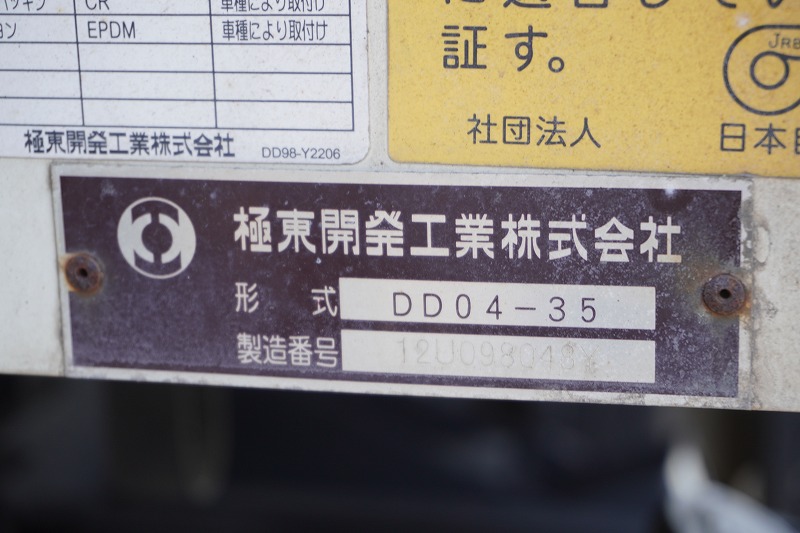 CR 車種により取付け
EPDM 車種により取付け
極東開発工業株式会社 DD98-Y2206
証す。
社団法人
日本自
極東開発工業株式会社
形式 DD04-35
製造番号 12U098048